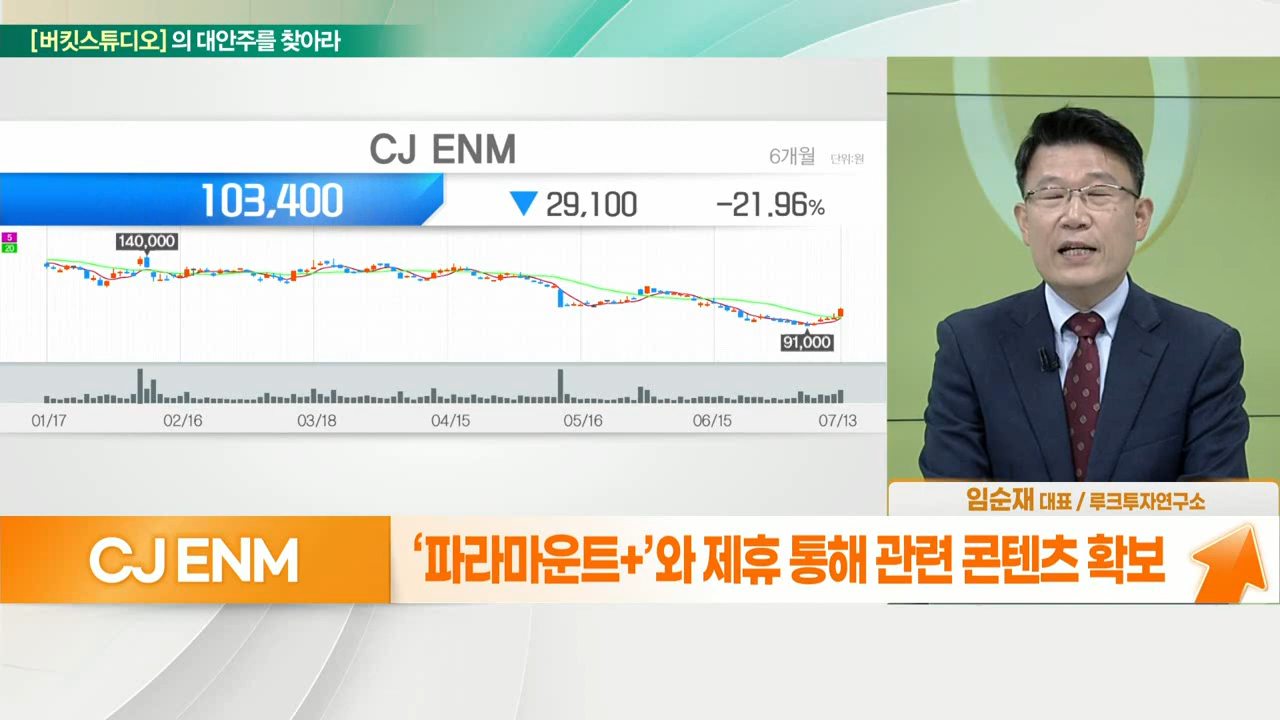 [버킷스튜디오] 의 대안주를 찾아라
CJ ENM
6개월 단위:원
103,400 ▼ 29,100 -21.96%
5
20
140,000
91,000
01/17 02/16 03/18 04/15 05/16 06/15 07/13
임순재 대표 / 루크투자연구소
CJ ENM
‘파라마운트+’와 제휴 통해 관련 콘텐츠 확보